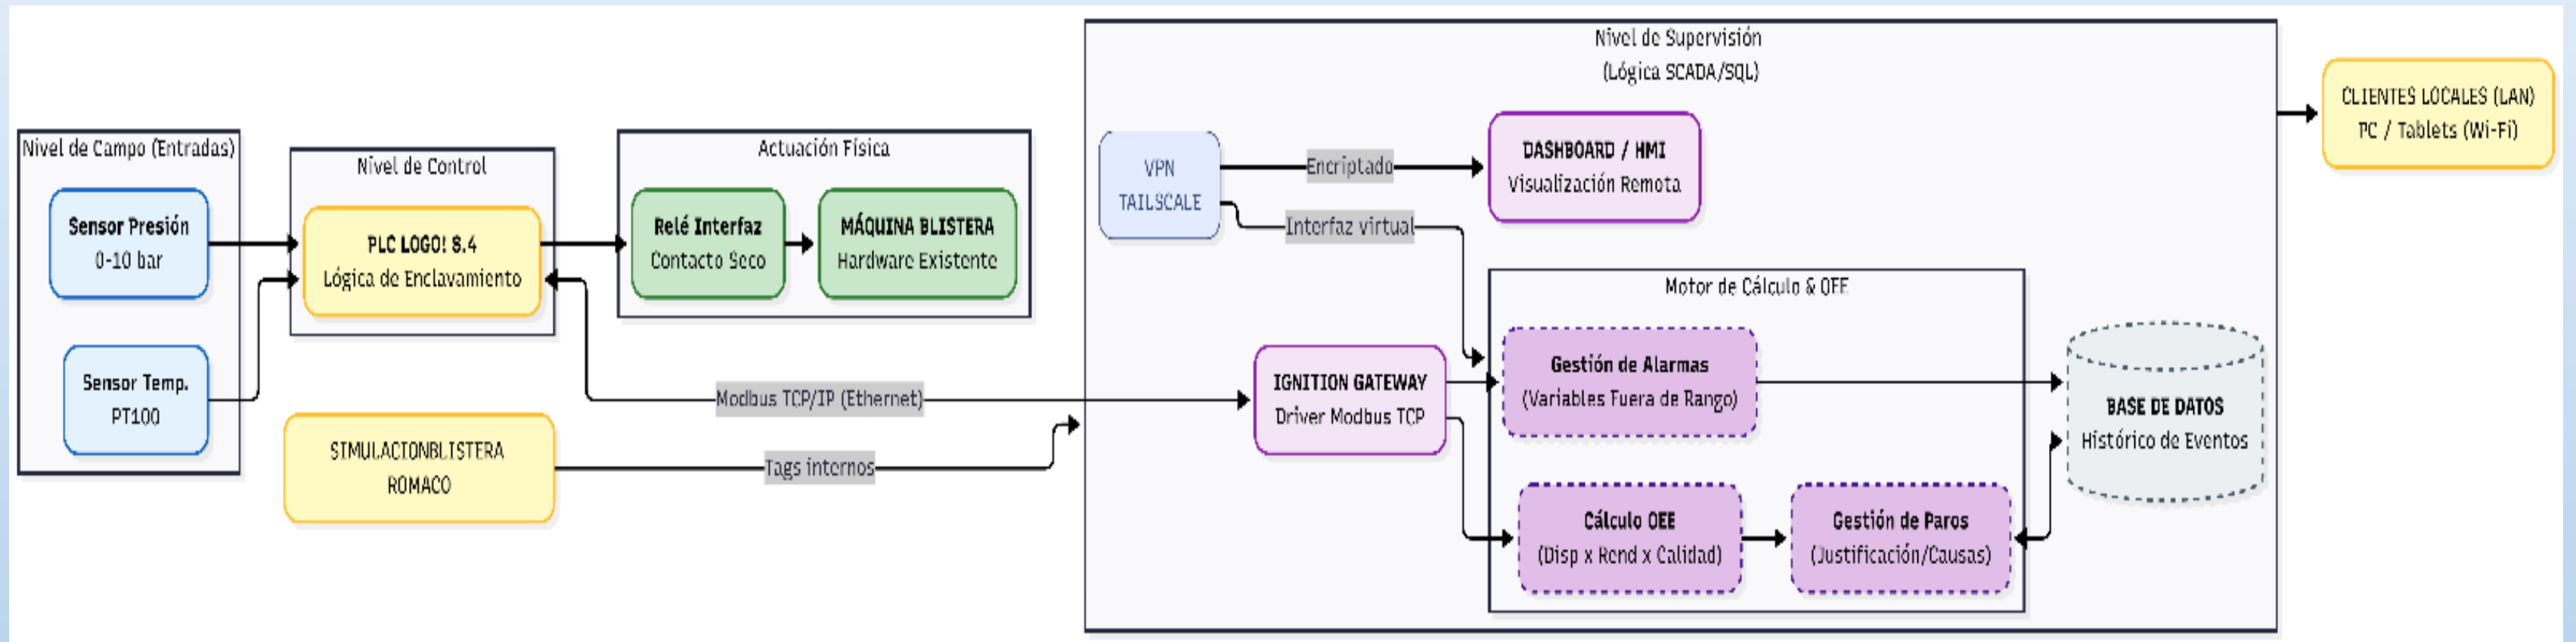 Nivel de Campo (Entradas)
Sensor Presión
0-10 bar
Sensor Temp.
PT100
Nivel de Control
PLC LOGO! 8.4
Lógica de Enclavamiento
SIMULACIONBLISTERA
ROMACO
Actuación Física
Relé Interfaz
Contacto Seco
MÁQUINA BLISTERA
Hardware Existente
Modbus TCP/IP (Ethernet)
Tags internos
Nivel de Supervisión
(Lógica SCADA/SQL)
VPN
TAILSCALE
Encriptado
Interfaz virtual
DASHBOARD / HMI
Visualización Remota
IGNITION GATEWAY
Driver Modbus TCP
Motor de Cálculo & OEE
Gestión de Alarmas
(Variables Fuera de Rango)
Cálculo OEE
(Disp x Rend x Calidad)
Gestión de Paros
(Justificación/Causas)
BASE DE DATOS
Histórico de Eventos
CLIENTES LOCALES (LAN)
PC / Tablets (Wi-Fi)